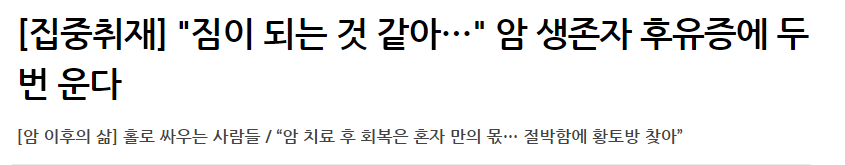 [집중취재] "짐이 되는 것 같아…" 암 생존자 후유증에 두
번 운다
[암 이후의 삶] 홀로 싸우는 사람들 / “암 치료 후 회복은 혼자 만의 몫… 절박함에 황토방 찾아”